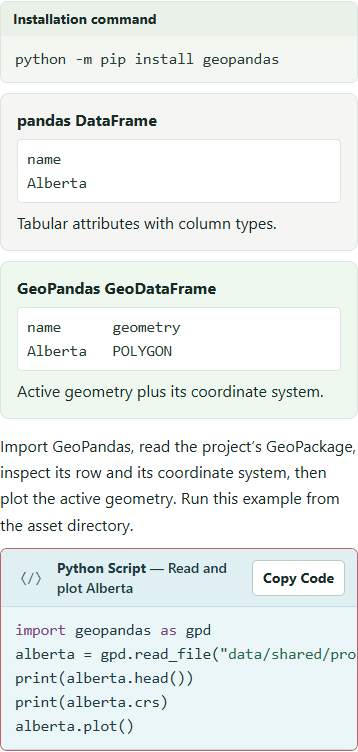 Installation command
python -m pip install geopandas
pandas DataFrame
name
Alberta
Tabular attributes with column types.
GeoPandas GeoDataFrame
name geometry
Alberta POLYGON
Active geometry plus its coordinate system.
Import GeoPandas, read the project’s GeoPackage,
inspect its row and its coordinate system, then
plot the active geometry. Run this example from
the asset directory.
</> Python Script — Read and
plot Alberta
Copy Code
import geopandas as gpd
alberta = gpd.read_file("data/shared/pro
print(alberta.head())
print(alberta.crs)
alberta.plot()